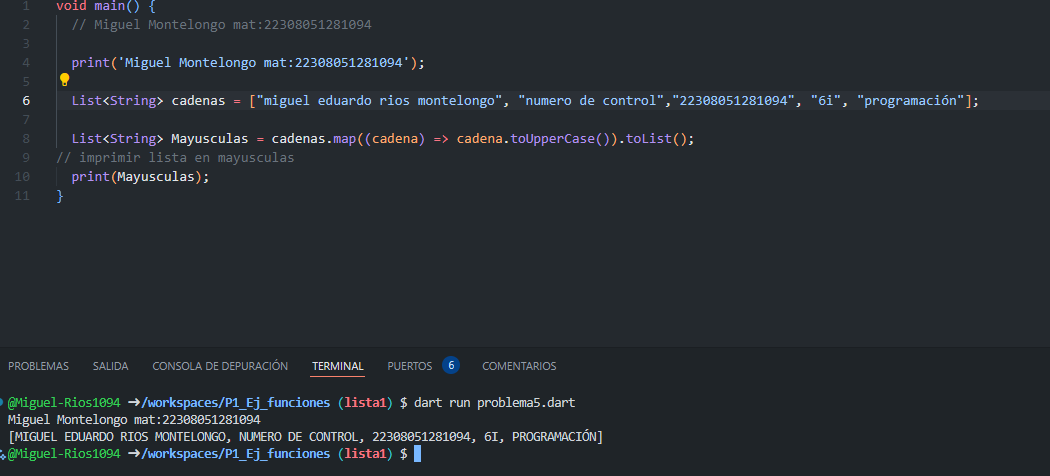 1 void main() {
2 // Miguel Montelongo mat:22308051281094
3
4 print('Miguel Montelongo mat:22308051281094');
5
6 List<String> cadenas = ["miguel eduardo rios montelongo", "numero de control","22308051281094", "6i", "programación"];
7
8 List<String> Mayusculas = cadenas.map((cadena) => cadena.toUpperCase()).toList();
9 // imprimir lista en mayusculas
10 print(Mayusculas);
11 }
PROBLEMAS SALIDA CONSOLA DE DEPURACIÓN TERMINAL PUERTOS 6 COMENTARIOS
@Miguel-Rios1094 ➜/workspaces/P1_Ej_funciones (lista1) $ dart run problema5.dart
Miguel Montelongo mat:22308051281094
[MIGUEL EDUARDO RIOS MONTELONGO, NUMERO DE CONTROL, 22308051281094, 6I, PROGRAMACIÓN]
@Miguel-Rios1094 ➜/workspaces/P1_Ej_funciones (lista1) $